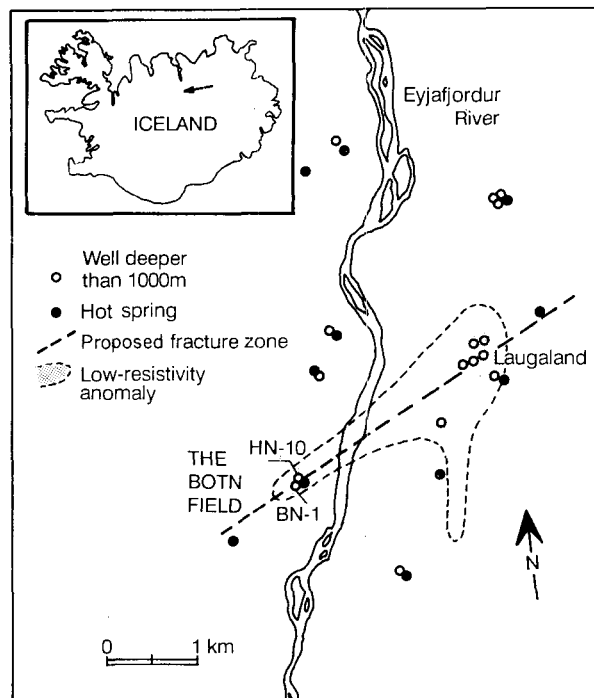 ICELAND
Eyjafjordur
River
Well deeper
than 1000m
Hot spring
Proposed fracture zone
Low-resistivity
anomaly
Laugaland
HN-10
THE
BOTN
FIELD
BN-1
N
0 1 km